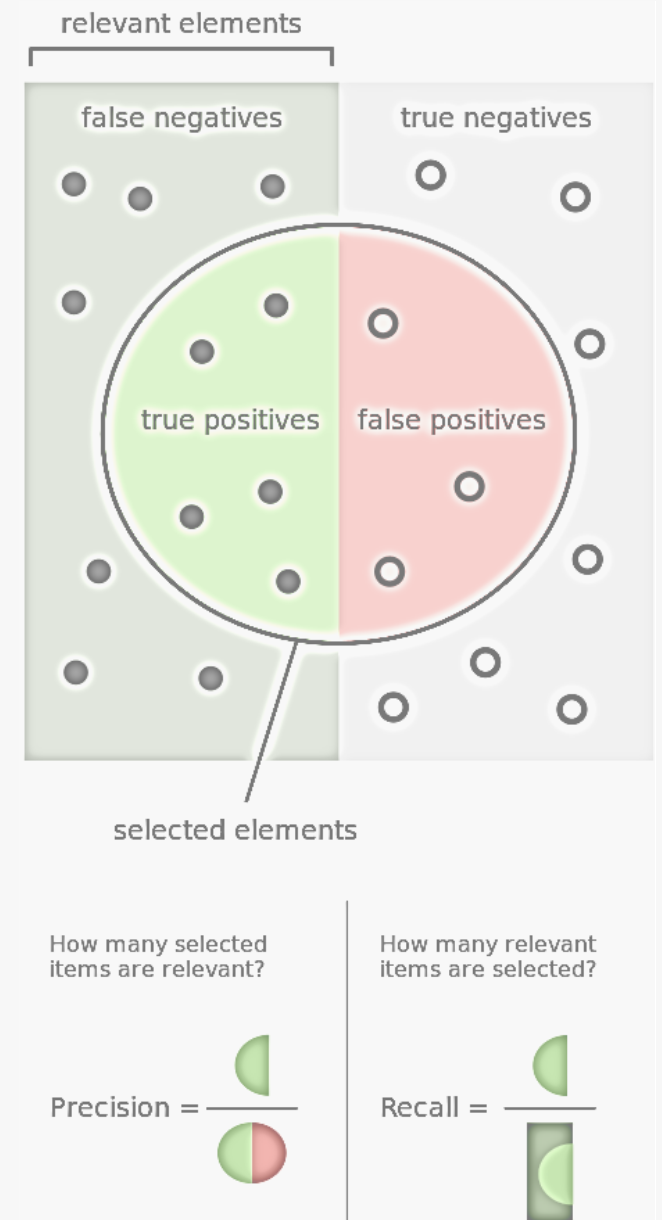 relevant elements
false negatives
true negatives
true positives
false positives
selected elements
How many selected
items are relevant?
How many relevant
items are selected?
Precision =
Recall =